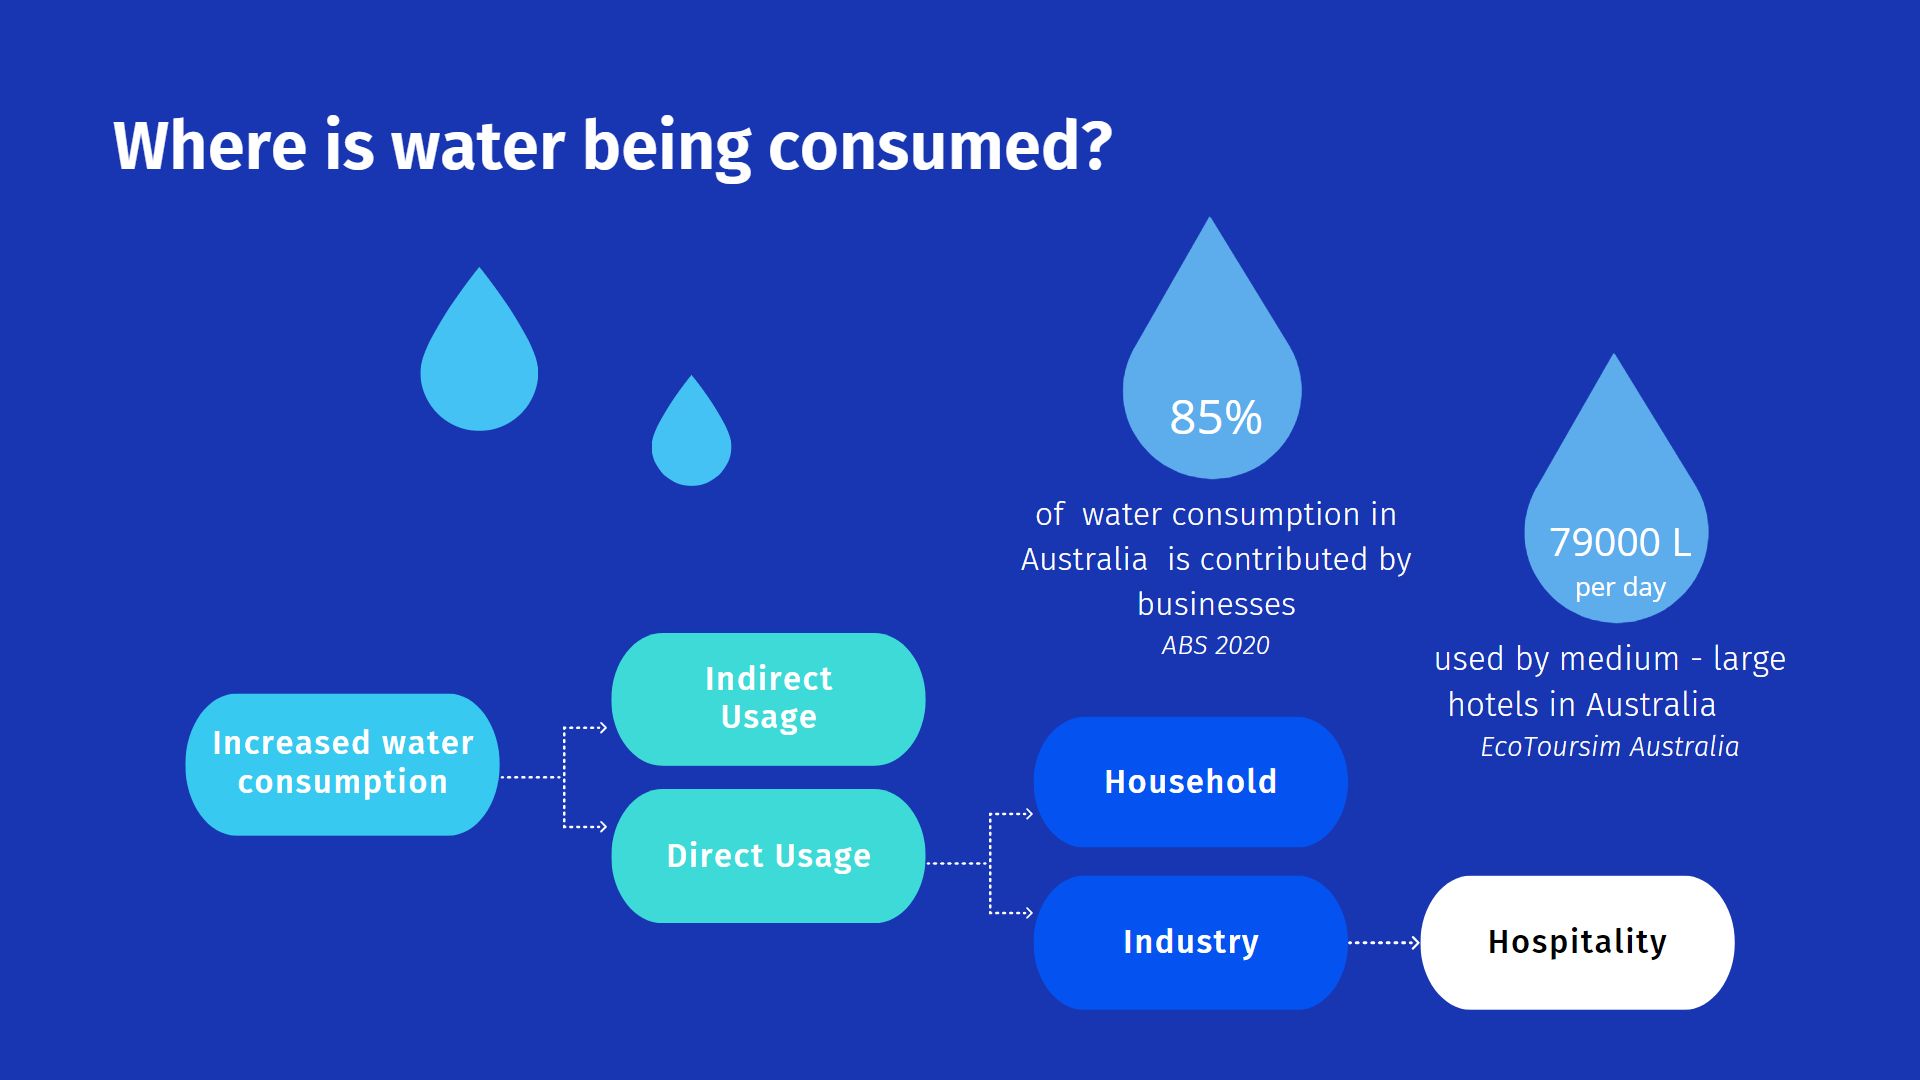 Where is water being consumed?
85%
of water consumption in
Australia is contributed by
businesses
ABS 2020
79000 L
per day
used by medium - large
hotels in Australia
EcoToursim Australia
Increased water
consumption
Indirect
Usage
Direct Usage
Household
Industry
Hospitality